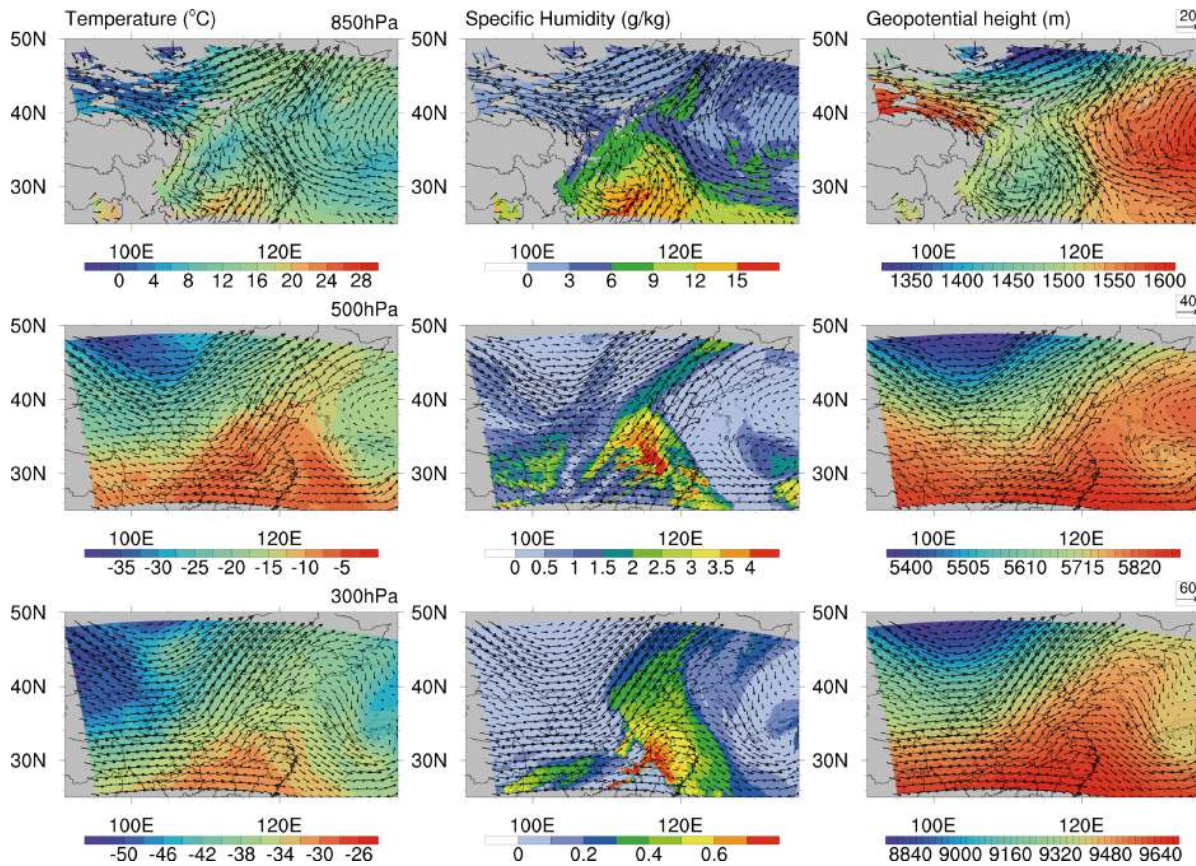 Temperature (°C) 850hPa Specific Humidity (g/kg) Geopotential height (m) 20
50N 50N 50N
40N 40N 40N
30N 30N 30N
100E 120E 100E 120E 100E 120E
0 4 8 12 16 20 24 28 0 3 6 9 12 15 1350 1400 1450 1500 1550 1600
500hPa 40
50N 50N 50N
40N 40N 40N
30N 30N 30N
100E 120E 100E 120E 100E 120E
-35 -30 -25 -20 -15 -10 -5 0 0.5 1 1.5 2 2.5 3 3.5 4 5400 5505 5610 5715 5820
300hPa 60
50N 50N 50N
40N 40N 40N
30N 30N 30N
100E 120E 100E 120E 100E 120E
-50 -46 -42 -38 -34 -30 -26 0 0.2 0.4 0.6 8840 9000 9160 9320 9480 9640